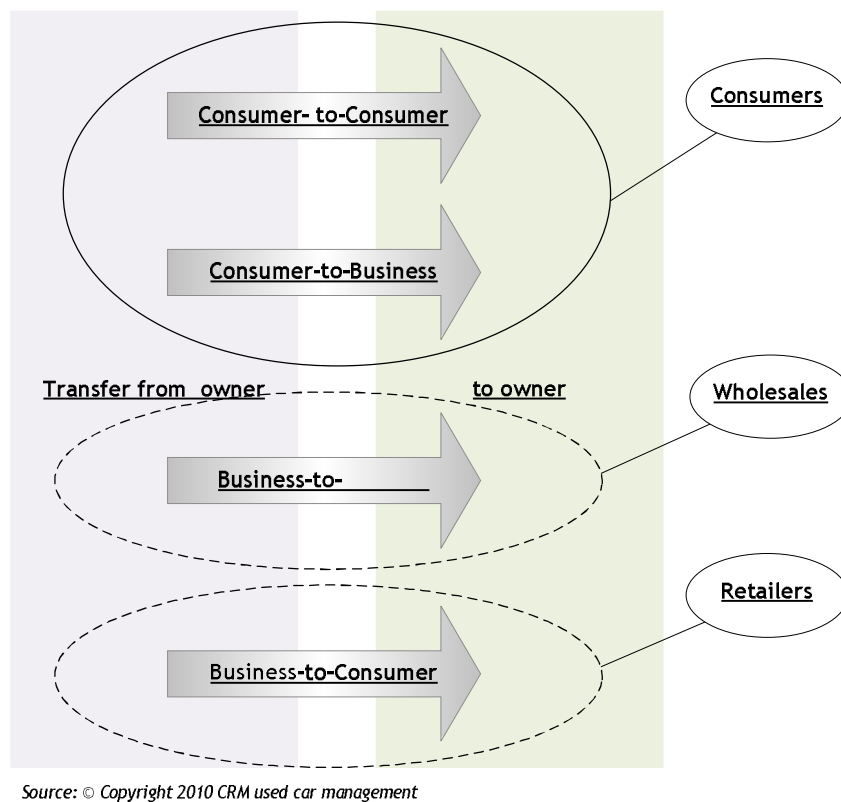 Consumer- to-Consumer
Consumers
Consumer-to-Business
Transfer from owner
to owner
Wholesales
Business-to-
Retailers
Business-to-Consumer
Source: © Copyright 2010 CRM used car management